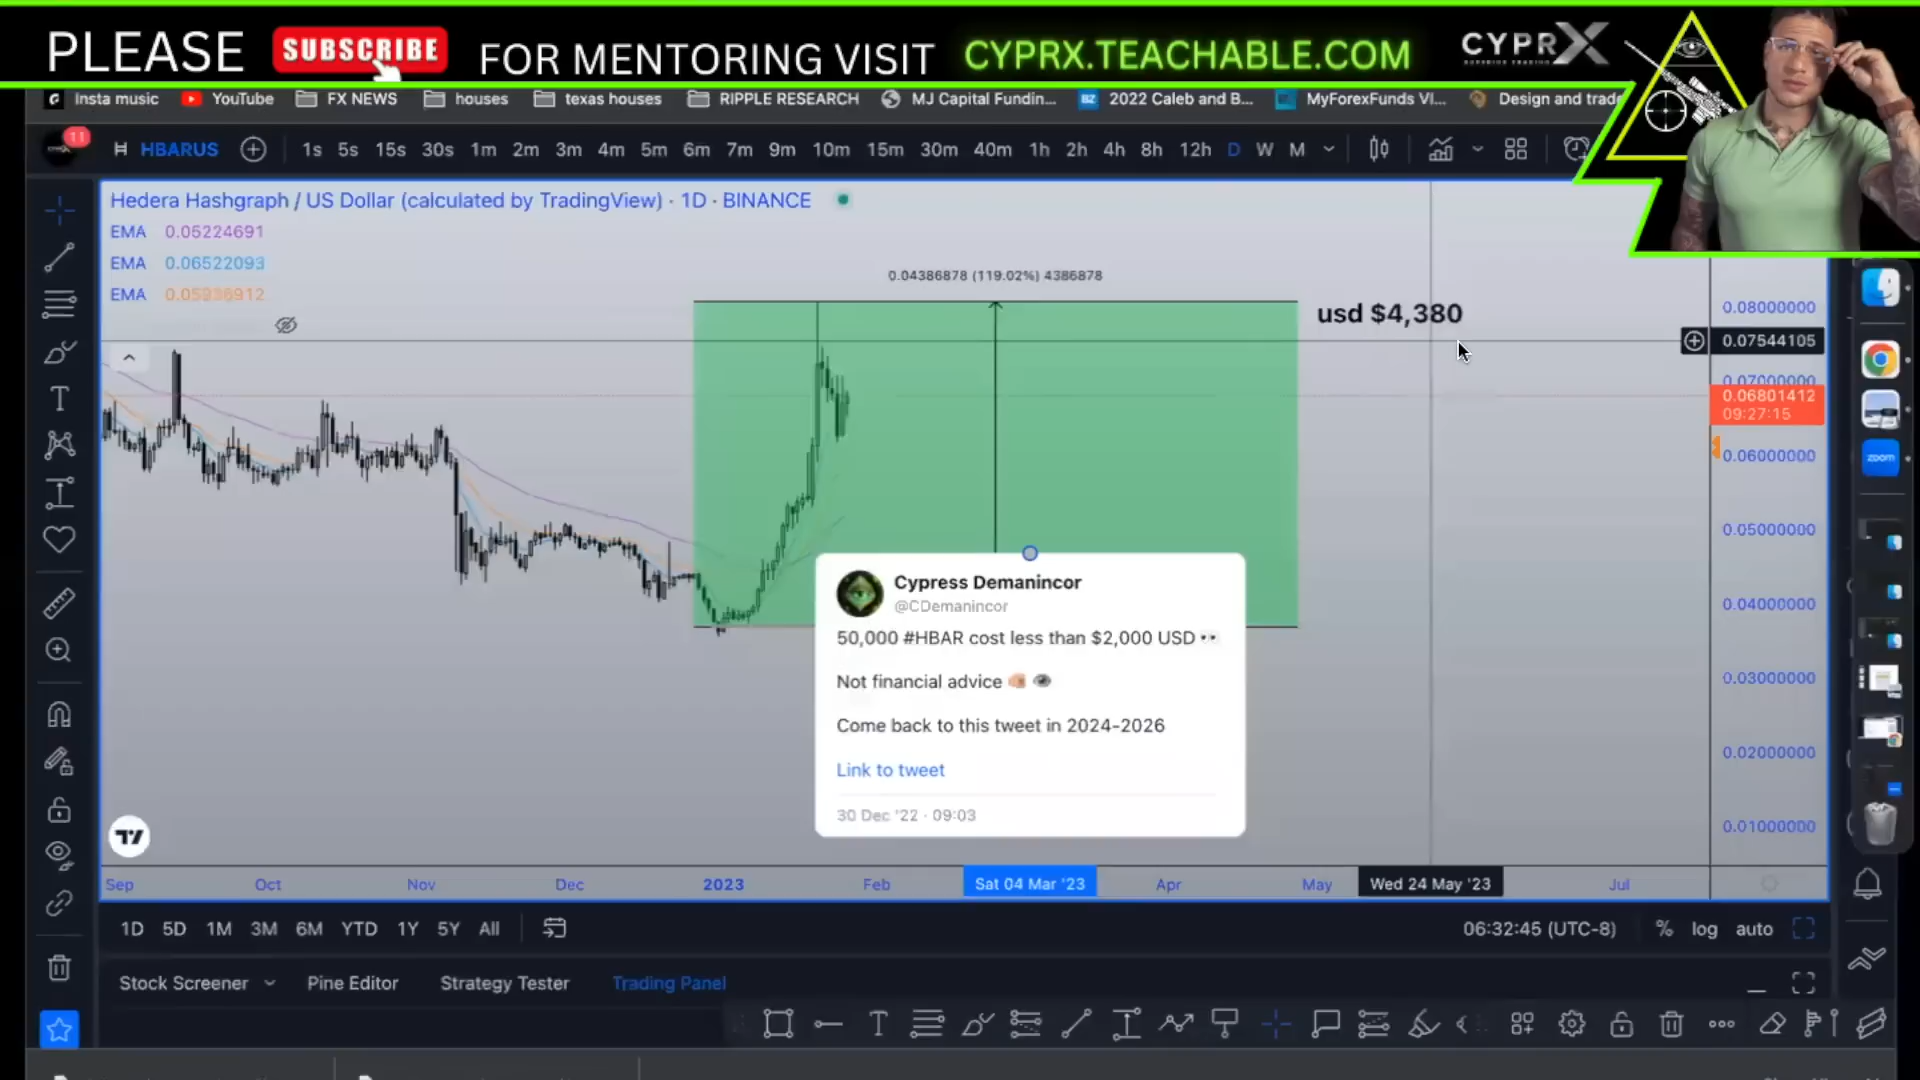 PLEASE SUBSCRIBE FOR MENTORING VISIT CYPRX.TEACHABLE.COM CYPRX
Insta music YouTube FX NEWS houses texas houses RIPPLE RESEARCH MJ Capital Fundin... 2022 Caleb and B... MyForexFunds VI... Design and trade
11 HBARUS 1s 5s 15s 30s 1m 2m 3m 4m 5m 6m 7m 9m 10m 15m 30m 40m 1h 2h 4h 8h 12h D W M
Hedera Hashgraph / US Dollar (calculated by TradingView) · 1D · BINANCE
EMA 0.05224691
EMA 0.06522093
EMA 0.05936912
0.04386878 (119.02%) 4386878
usd $4,380
0.08000000
0.07544105
0.07000000
0.06801412
09:27:15
0.06000000
0.05000000
0.04000000
0.03000000
0.02000000
0.01000000
zoom
Cypress Demanincor
@CDemanincor
50,000 #HBAR cost less than $2,000 USD
Not financial advice
Come back to this tweet in 2024-2026
Link to tweet
30 Dec '22 · 09:03
Sep Oct Nov Dec 2023 Feb Sat 04 Mar '23 Apr May Wed 24 May '23 Jul
1D 5D 1M 3M 6M YTD 1Y 5Y All 06:32:45 (UTC-8) % log auto
Stock Screener Pine Editor Strategy Tester Trading Panel